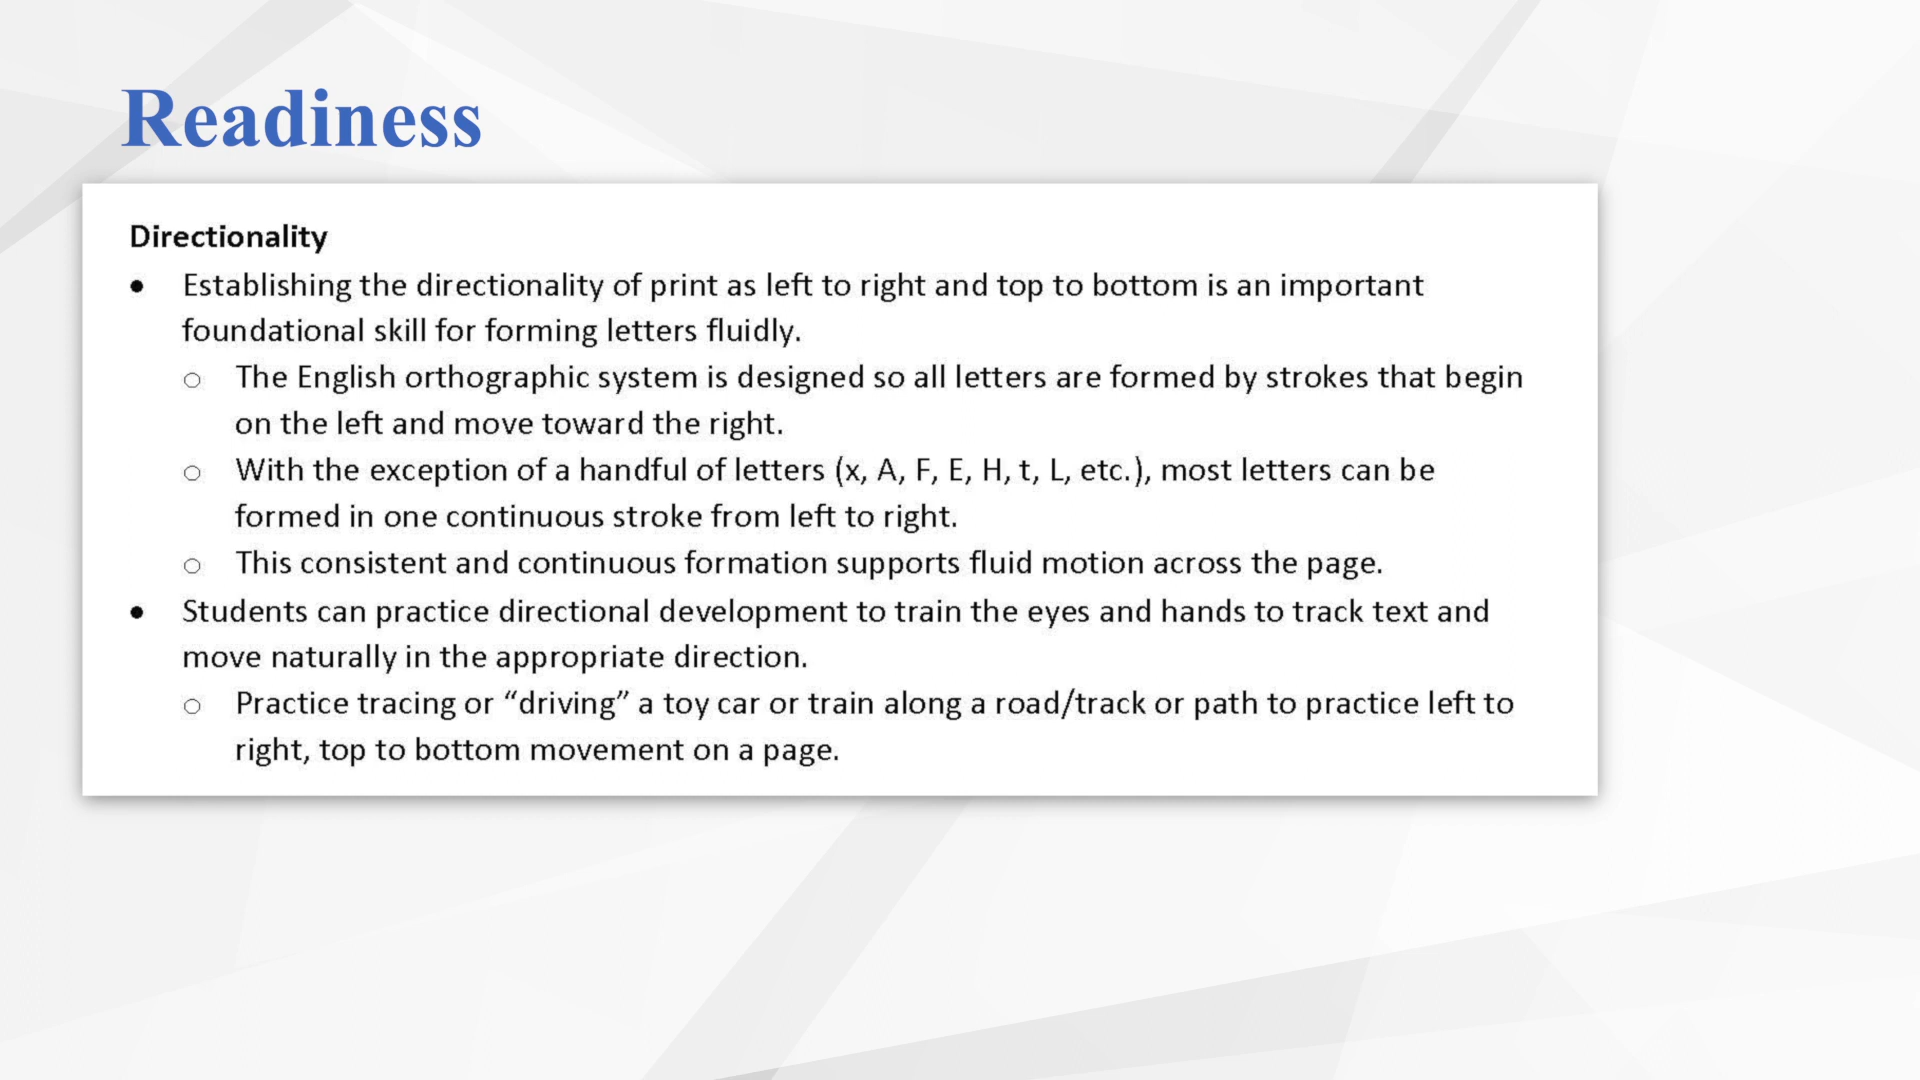 Readiness
Directionality
• Establishing the directionality of print as left to right and top to bottom is an important
foundational skill for forming letters fluidly.
○ The English orthographic system is designed so all letters are formed by strokes that begin
on the left and move toward the right.
○ With the exception of a handful of letters (x, A, F, E, H, t, L, etc.), most letters can be
formed in one continuous stroke from left to right.
○ This consistent and continuous formation supports fluid motion across the page.
• Students can practice directional development to train the eyes and hands to track text and
move naturally in the appropriate direction.
○ Practice tracing or “driving” a toy car or train along a road/track or path to practice left to
right, top to bottom movement on a page.